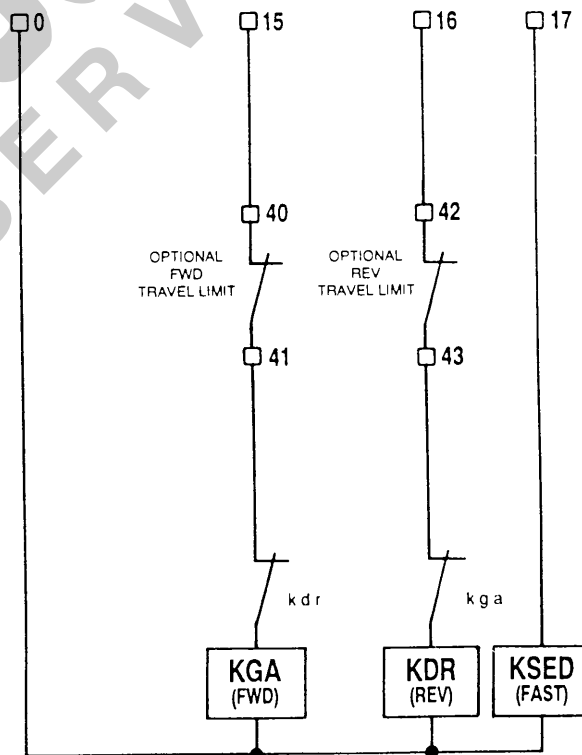 0 15 16 17
40 42
OPTIONAL
FWD
TRAVEL LIMIT
OPTIONAL
REV
TRAVEL LIMIT
41 43
kdr kga
KGA
(FWD)
KDR
(REV)
KSED
(FAST)
SERV